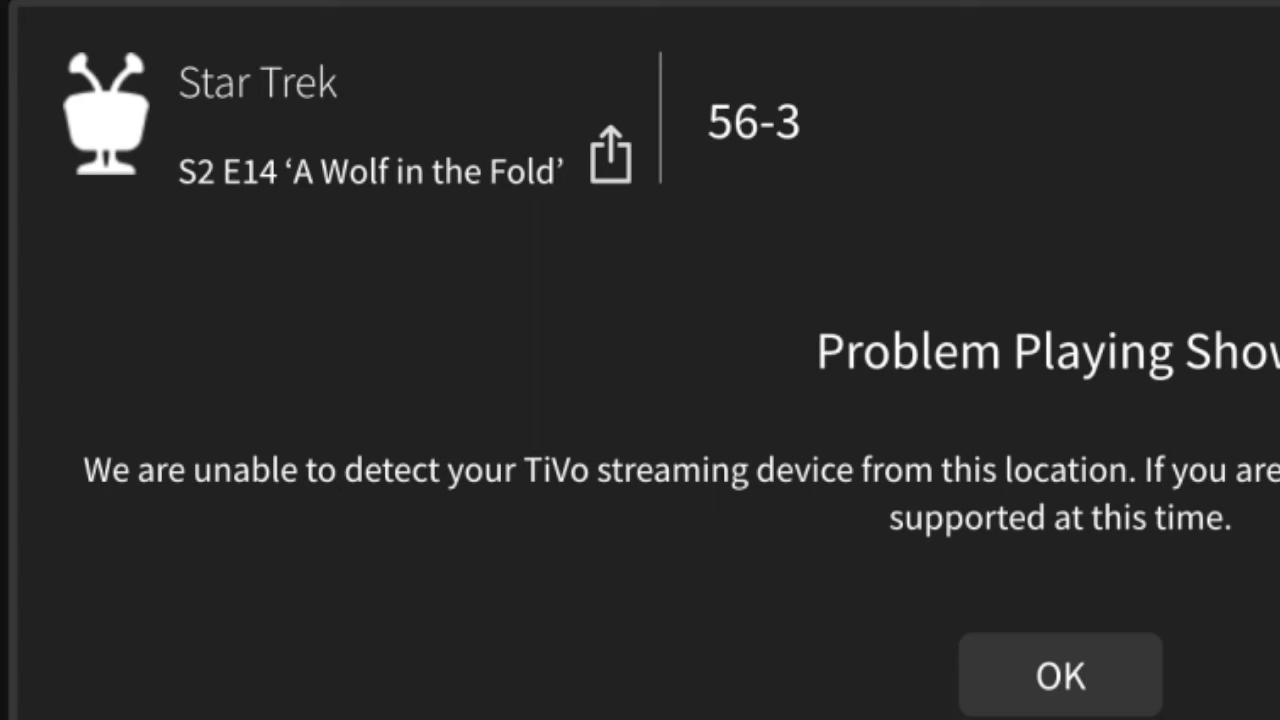 Star Trek
S2 E14 ‘A Wolf in the Fold’
56-3
Problem Playing
We are unable to detect your TiVo streaming device from this location. If you are
supported at this time.
OK